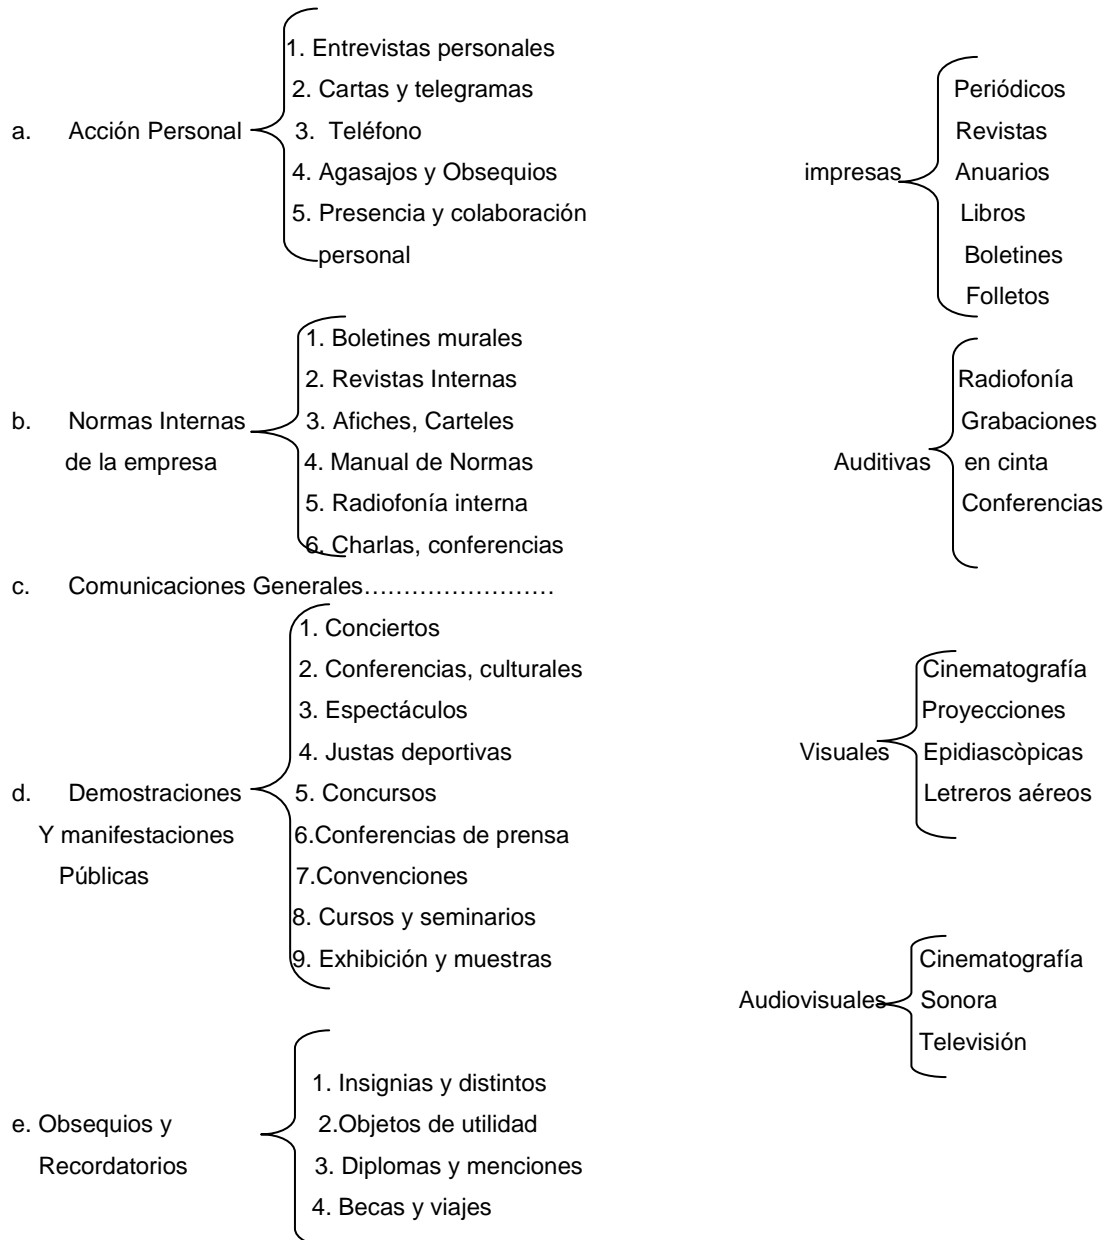 1. Entrevistas personales
2. Cartas y telegramas
a. Acción Personal 3. Teléfono
4. Agasajos y Obsequios
5. Presencia y colaboración
personal
1. Boletines murales
2. Revistas Internas
b. Normas Internas 3. Afiches, Carteles
de la empresa 4. Manual de Normas
5. Radiofonía interna
6. Charlas, conferencias
c. Comunicaciones Generales……………………
1. Conciertos
2. Conferencias, culturales
3. Espectáculos
4. Justas deportivas
d. Demostraciones 5. Concursos
Y manifestaciones 6.Conferencias de prensa
Públicas 7.Convenciones
8. Cursos y seminarios
9. Exhibición y muestras
1. Insignias y distintos
e. Obsequios y 2.Objetos de utilidad
Recordatorios 3. Diplomas y menciones
4. Becas y viajes
Periódicos
Revistas
impresas Anuarios
Libros
Boletines
Folletos
Radiofonía
Grabaciones
Auditivas en cinta
Conferencias
Cinematografía
Proyecciones
Visuales Epidiascòpicas
Letreros aéreos
Cinematografía
Audiovisuales Sonora
Televisión